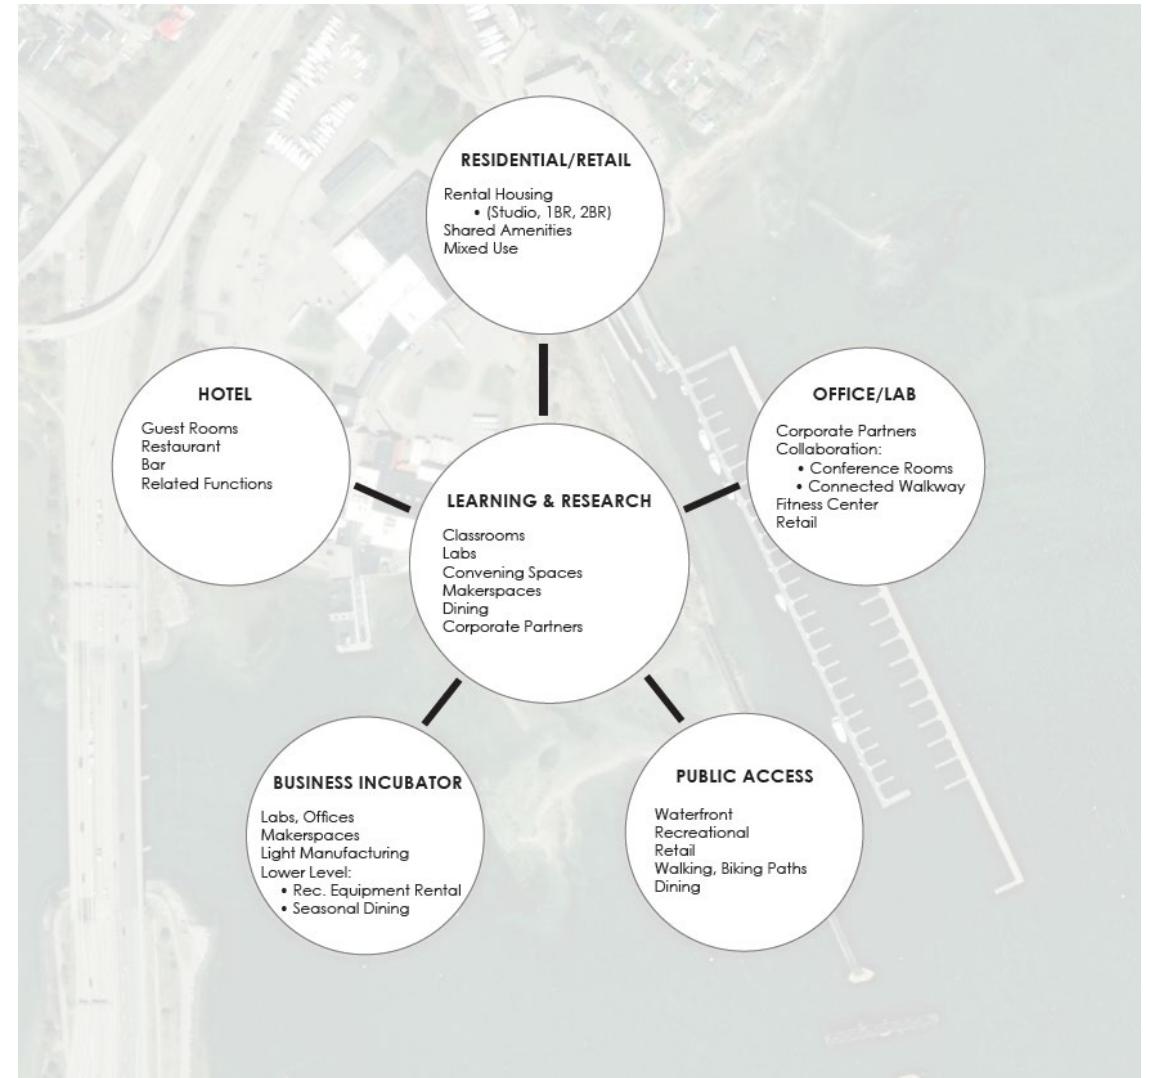 RESIDENTIAL/RETAIL
Rental Housing
• (Studio, 1BR, 2BR)
Shared Amenities
Mixed Use
HOTEL
Guest Rooms
Restaurant
Bar
Related Functions
OFFICE/LAB
Corporate Partners
Collaboration:
• Conference Rooms
• Connected Walkway
Fitness Center
Retail
LEARNING & RESEARCH
Classrooms
Labs
Convening Spaces
Makerspaces
Dining
Corporate Partners
BUSINESS INCUBATOR
Labs, Offices
Makerspaces
Light Manufacturing
Lower Level:
• Rec. Equipment Rental
• Seasonal Dining
PUBLIC ACCESS
Waterfront
Recreational
Retail
Walking, Biking Paths
Dining